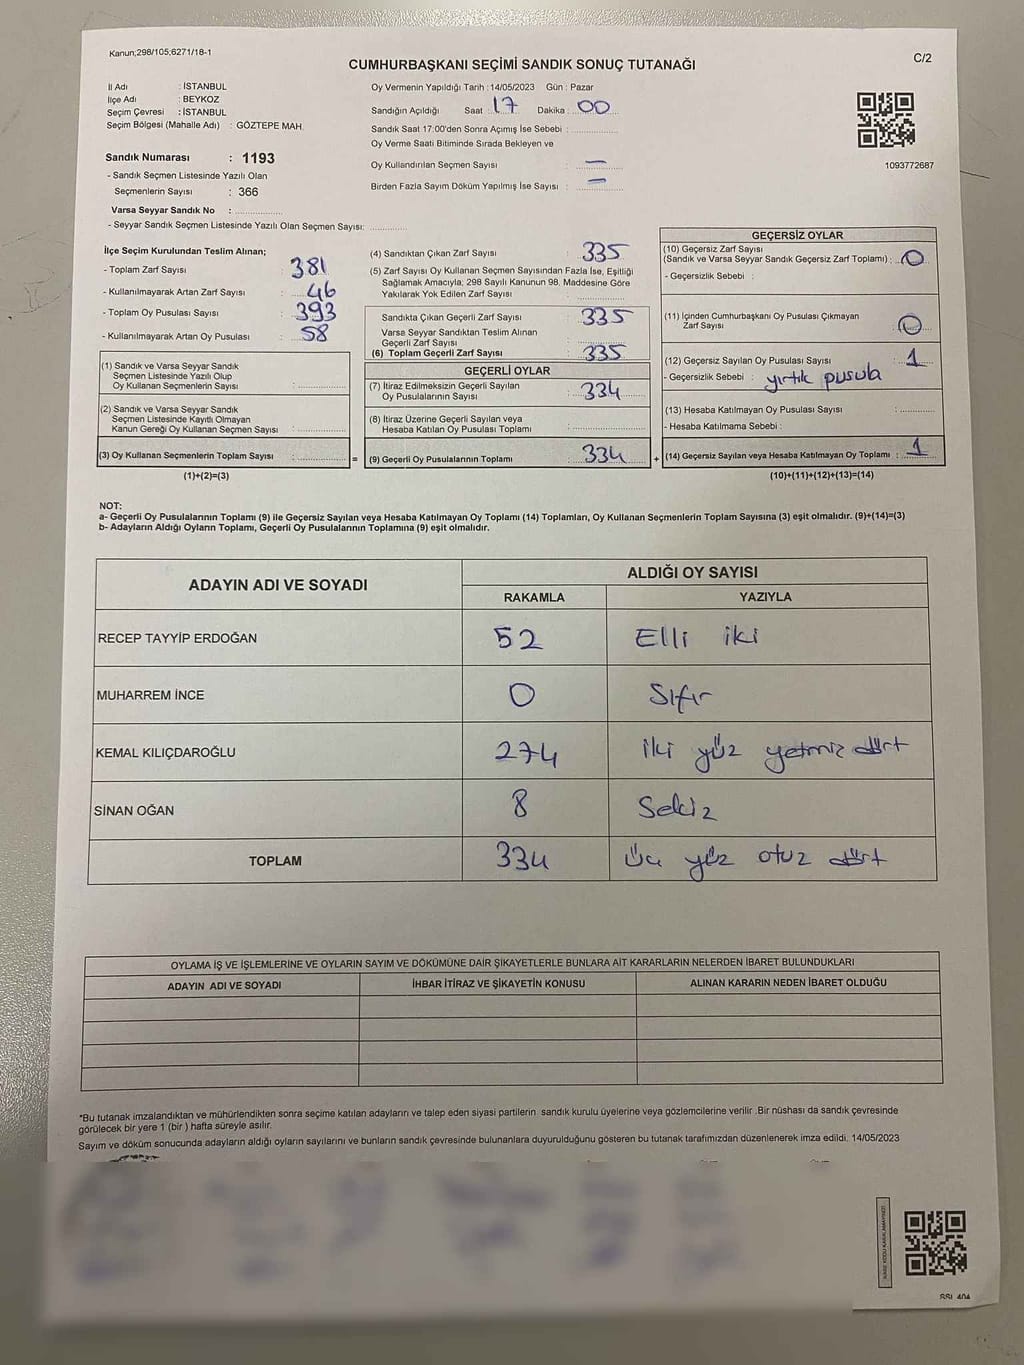 Kanun;298/105;6271/18-1
C/2
CUMHURBAŞKANI SEÇİMİ SANDIK SONUÇ TUTANAĞI
İl Adı : İSTANBUL
İlçe Adı : BEYKOZ
Seçim Çevresi : İSTANBUL
Seçim Bölgesi (Mahalle Adı) : GÖZTEPE MAH.
Sandık Numarası : 1193
- Sandık Seçmen Listesinde Yazılı Olan
Seçmenlerin Sayısı : 366
Varsa Seyyar Sandık No :
- Seyyar Sandık Seçmen Listesinde Yazılı Olan Seçmen Sayısı:
Oy Vermenin Yapıldığı Tarih :14/05/2023 Gün : Pazar
Sandığın Açıldığı Saat : 17 Dakika : 00
Sandık Saat 17:00'den Sonra Açımış İse Sebebi :
Oy Verme Saati Bitiminde Sırada Bekleyen ve
Oy Kullandırılan Seçmen Sayısı : —
Birden Fazla Sayım Döküm Yapılmış İse Sayısı : —
1093772687
İlçe Seçim Kurulundan Teslim Alınan;
- Toplam Zarf Sayısı : 381
- Kullanılmayarak Artan Zarf Sayısı : 46
- Toplam Oy Pusulası Sayısı : 393
- Kullanılmayarak Artan Oy Pusulası : 58
(1) Sandık ve Varsa Seyyar Sandık
Seçmen Listesinde Yazılı Olup
Oy Kullanan Seçmenlerin Sayısı :
(2) Sandık ve Varsa Seyyar Sandık
Seçmen Listesinde Kayıtlı Olmayan
Kanun Gereği Oy Kullanan Seçmen Sayısı :
(3) Oy Kullanan Seçmenlerin Toplam Sayısı : =
(1)+(2)=(3)
(4) Sandıktan Çıkan Zarf Sayısı : 335
(5) Zarf Sayısı Oy Kullanan Seçmen Sayısından Fazla İse, Eşitliği
Sağlamak Amacıyla; 298 Sayılı Kanunun 98. Maddesine Göre
Yakılarak Yok Edilen Zarf Sayısı :
Sandıkta Çıkan Geçerli Zarf Sayısı : 335
Varsa Seyyar Sandıktan Teslim Alınan
Geçerli Zarf Sayısı :
(6) Toplam Geçerli Zarf Sayısı : 335
GEÇERLİ OYLAR
(7) İtiraz Edilmeksizin Geçerli Sayılan
Oy Pusulalarının Sayısı : 334
(8) İtiraz Üzerine Geçerli Sayılan veya
Hesaba Katılan Oy Pusulası Toplamı :
(9) Geçerli Oy Pusulalarının Toplamı : 334 +
GEÇERSİZ OYLAR
(10) Geçersiz Zarf Sayısı
(Sandık ve Varsa Seyyar Sandık Geçersiz Zarf Toplamı) : 0
- Geçersizlik Sebebi :
(11) İçinden Cumhurbaşkanı Oy Pusulası Çıkmayan
Zarf Sayısı : 0
(12) Geçersiz Sayılan Oy Pusulası Sayısı : 1
- Geçersizlik Sebebi : yırtık pusula
(13) Hesaba Katılmayan Oy Pusulası Sayısı :
- Hesaba Katılmama Sebebi :
(14) Geçersiz Sayılan veya Hesaba Katılmayan Oy Toplamı : 1
(10)+(11)+(12)+(13)=(14)
NOT:
a- Geçerli Oy Pusulalarının Toplamı (9) ile Geçersiz Sayılan veya Hesaba Katılmayan Oy Toplamı (14) Toplamları, Oy Kullanan Seçmenlerin Toplam Sayısına (3) eşit olmalıdır. (9)+(14)=(3)
b- Adayların Aldığı Oyların Toplamı, Geçerli Oy Pusulalarının Toplamına (9) eşit olmalıdır.
ADAYIN ADI VE SOYADI
ALDIĞI OY SAYISI
RAKAMLA YAZIYLA
RECEP TAYYİP ERDOĞAN 52 Elli iki
MUHARREM İNCE 0 Sıfır
KEMAL KILIÇDAROĞLU 274 iki yüz yetmiş dört
SİNAN OĞAN 8 Sekiz
TOPLAM 334 Üç yüz otuz dört
OYLAMA İŞ VE İŞLEMLERİNE VE OYLARIN SAYIM VE DÖKÜMÜNE DAİR ŞİKAYETLERLE BUNLARA AİT KARARLARIN NELERDEN İBARET BULUNDUKLARI
ADAYIN ADI VE SOYADI İHBAR İTİRAZ VE ŞİKAYETİN KONUSU ALINAN KARARIN NEDEN İBARET OLDUĞU
*Bu tutanak imzalandıktan ve mühürlendikten sonra seçime katılan adayların ve talep eden siyasi partilerin sandık kurulu üyelerine veya gözlemcilerine verilir .Bir nüshası da sandık çevresinde
görülecek bir yere 1 (bir ) hafta süreyle asılır.
Sayım ve döküm sonucunda adayların aldığı oyların sayılarını ve bunların sandık çevresinde bulunanlara duyurulduğunu gösteren bu tutanak tarafımızdan düzenlenerek imza edildi. 14/05/2023